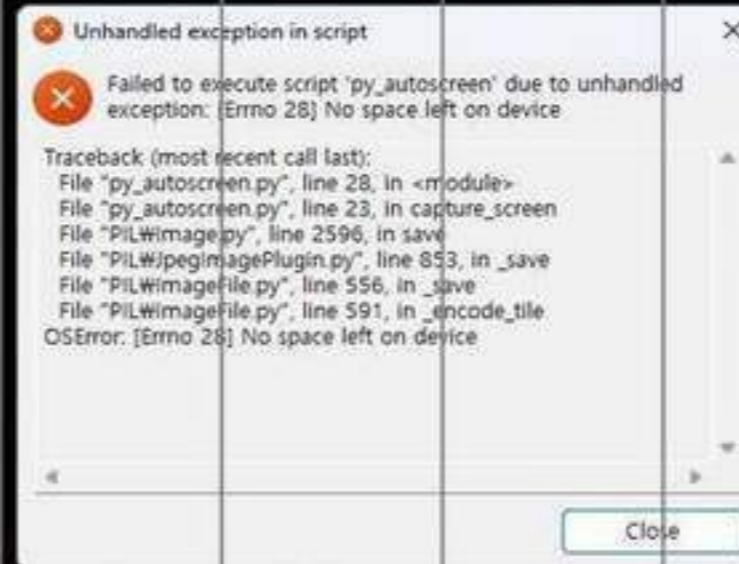 Unhandled exception in script
Failed to execute script 'py_autoscreen' due to unhandled
exception: [Errno 28] No space left on device
Traceback (most recent call last):
File "py_autoscreen.py", line 28, in <module>
File "py_autoscreen.py", line 23, in capture_screen
File "PIL₩Image.py", line 2596, in save
File "PIL₩JpegImagePlugin.py", line 853, in _save
File "PIL₩ImageFile.py", line 556, in _save
File "PIL₩ImageFile.py", line 591, in _encode_tile
OSError: [Errno 28] No space left on device
Close